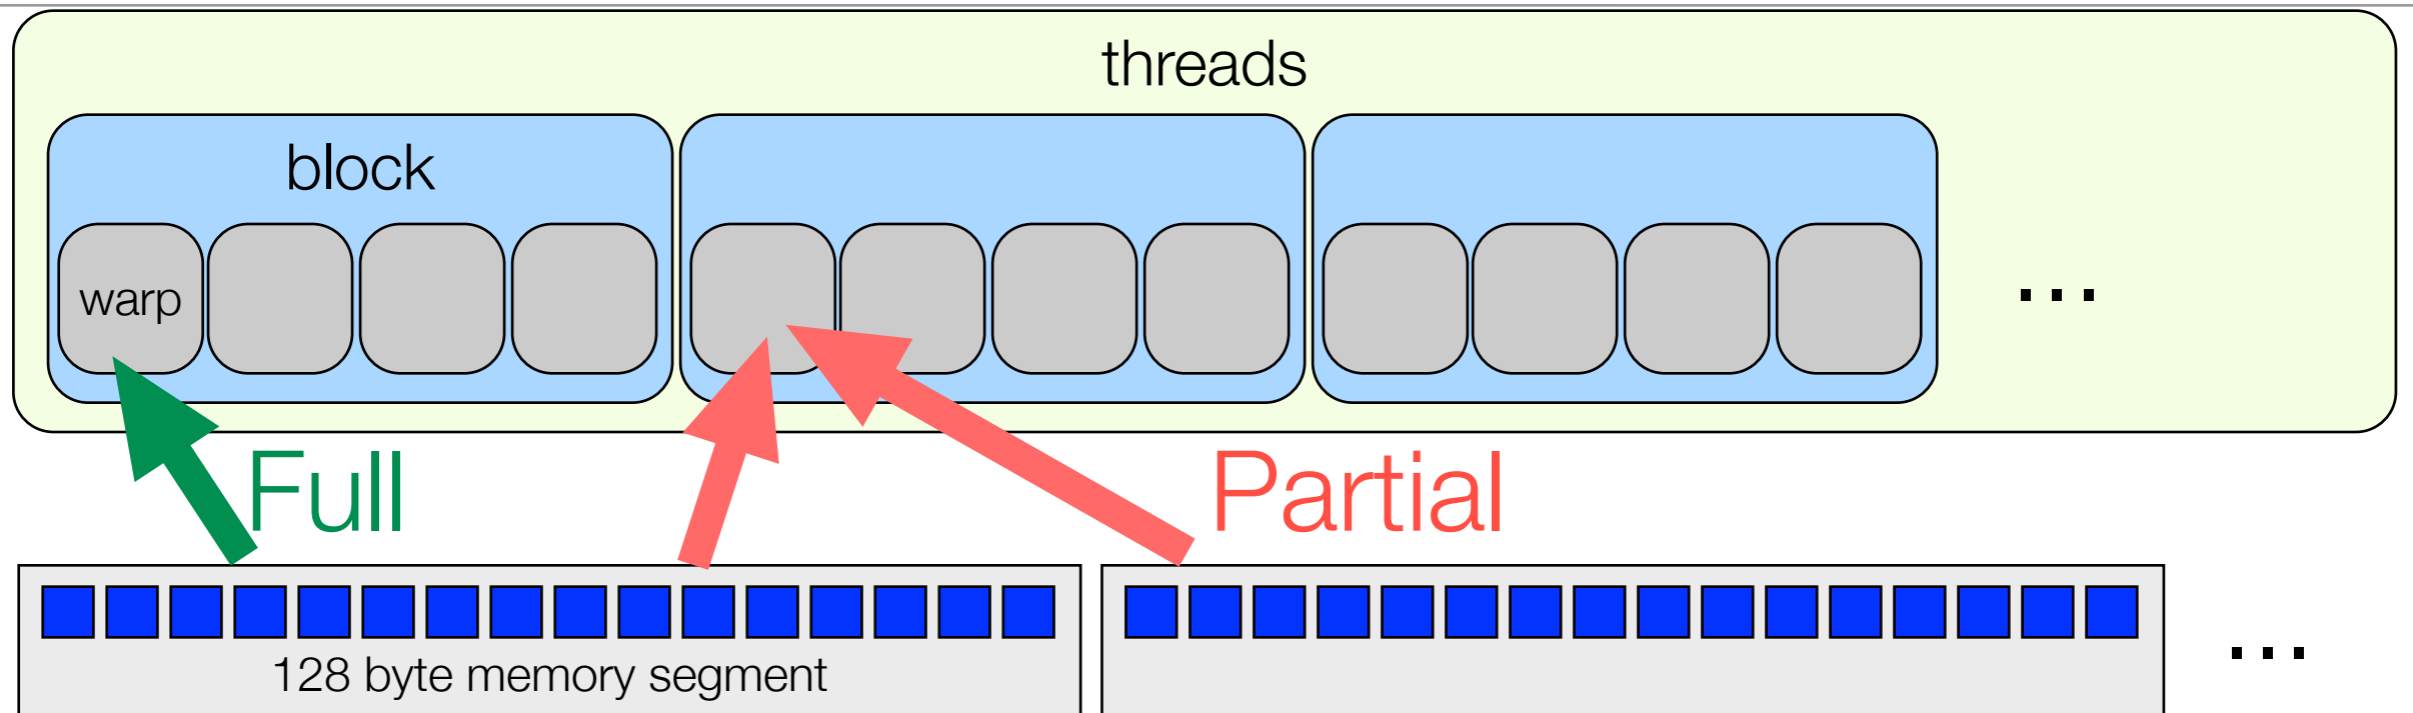 threads
block
warp
...
Full
Partial
128 byte memory segment
...